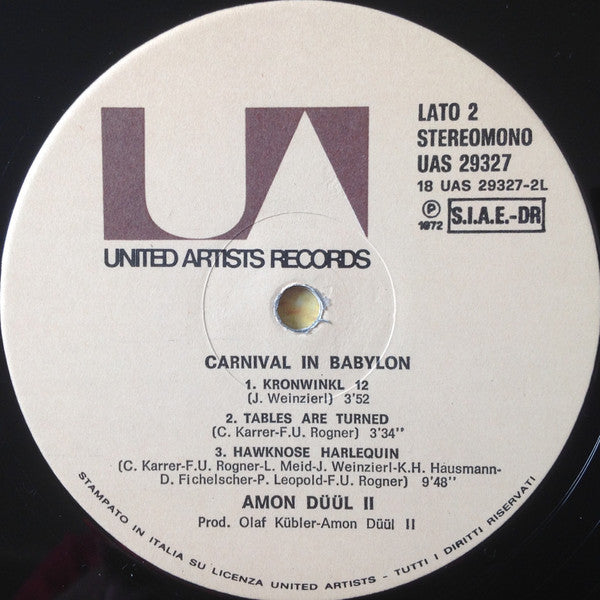 LATO 2
STEREOMONO
UAS 29327
18 UAS 29327-2L
Ⓟ 1972 S.I.A.E.-DR
UA
UNITED ARTISTS RECORDS
CARNIVAL IN BABYLON
1. KRONWINKL 12
(J. Weinzierl) 3'52
2. TABLES ARE TURNED
(C. Karrer-F.U. Rogner) 3'34''
3. HAWKNOSE HARLEQUIN
(C. Karrer-F.U. Rogner-L. Meid-J. Weinzierl-K.H. Hausmann-
D. Fichelscher-P. Leopold-F.U. Rogner) 9'48''
AMON DÜÜL II
Prod. Olaf Kübler-Amon Düül II
STAMPATO IN ITALIA SU LICENZA UNITED ARTISTS - TUTTI I DIRITTI RISERVATI